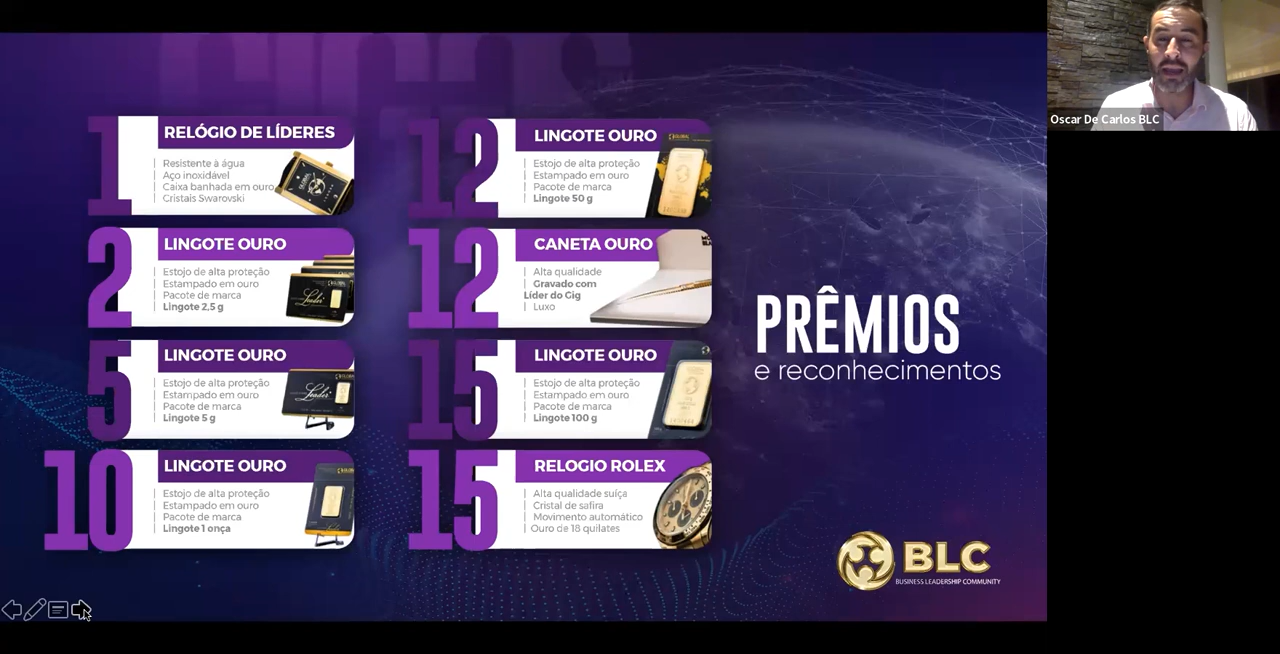 1
RELÓGIO DE LÍDERES
Resistente à água
Aço inoxidável
Caixa banhada em ouro
Cristais Swarovski
2
LINGOTE OURO
Estojo de alta proteção
Estampado em ouro
Pacote de marca
Lingote 2,5 g
Leader
5
LINGOTE OURO
Estojo de alta proteção
Estampado em ouro
Pacote de marca
Lingote 5 g
Leader
10
LINGOTE OURO
Estojo de alta proteção
Estampado em ouro
Pacote de marca
Lingote 1 onça
12
LINGOTE OURO
Estojo de alta proteção
Estampado em ouro
Pacote de marca
Lingote 50 g
12
CANETA OURO
Alta qualidade
Gravado com
Líder do Gig
Luxo
15
LINGOTE OURO
Estojo de alta proteção
Estampado em ouro
Pacote de marca
Lingote 100 g
15
RELOGIO ROLEX
Alta qualidade suíça
Cristal de safira
Movimento automático
Ouro de 18 quilates
PRÊMIOS
e reconhecimentos
BLC
BUSINESS LEADERSHIP COMMUNITY
Oscar De Carlos BLC